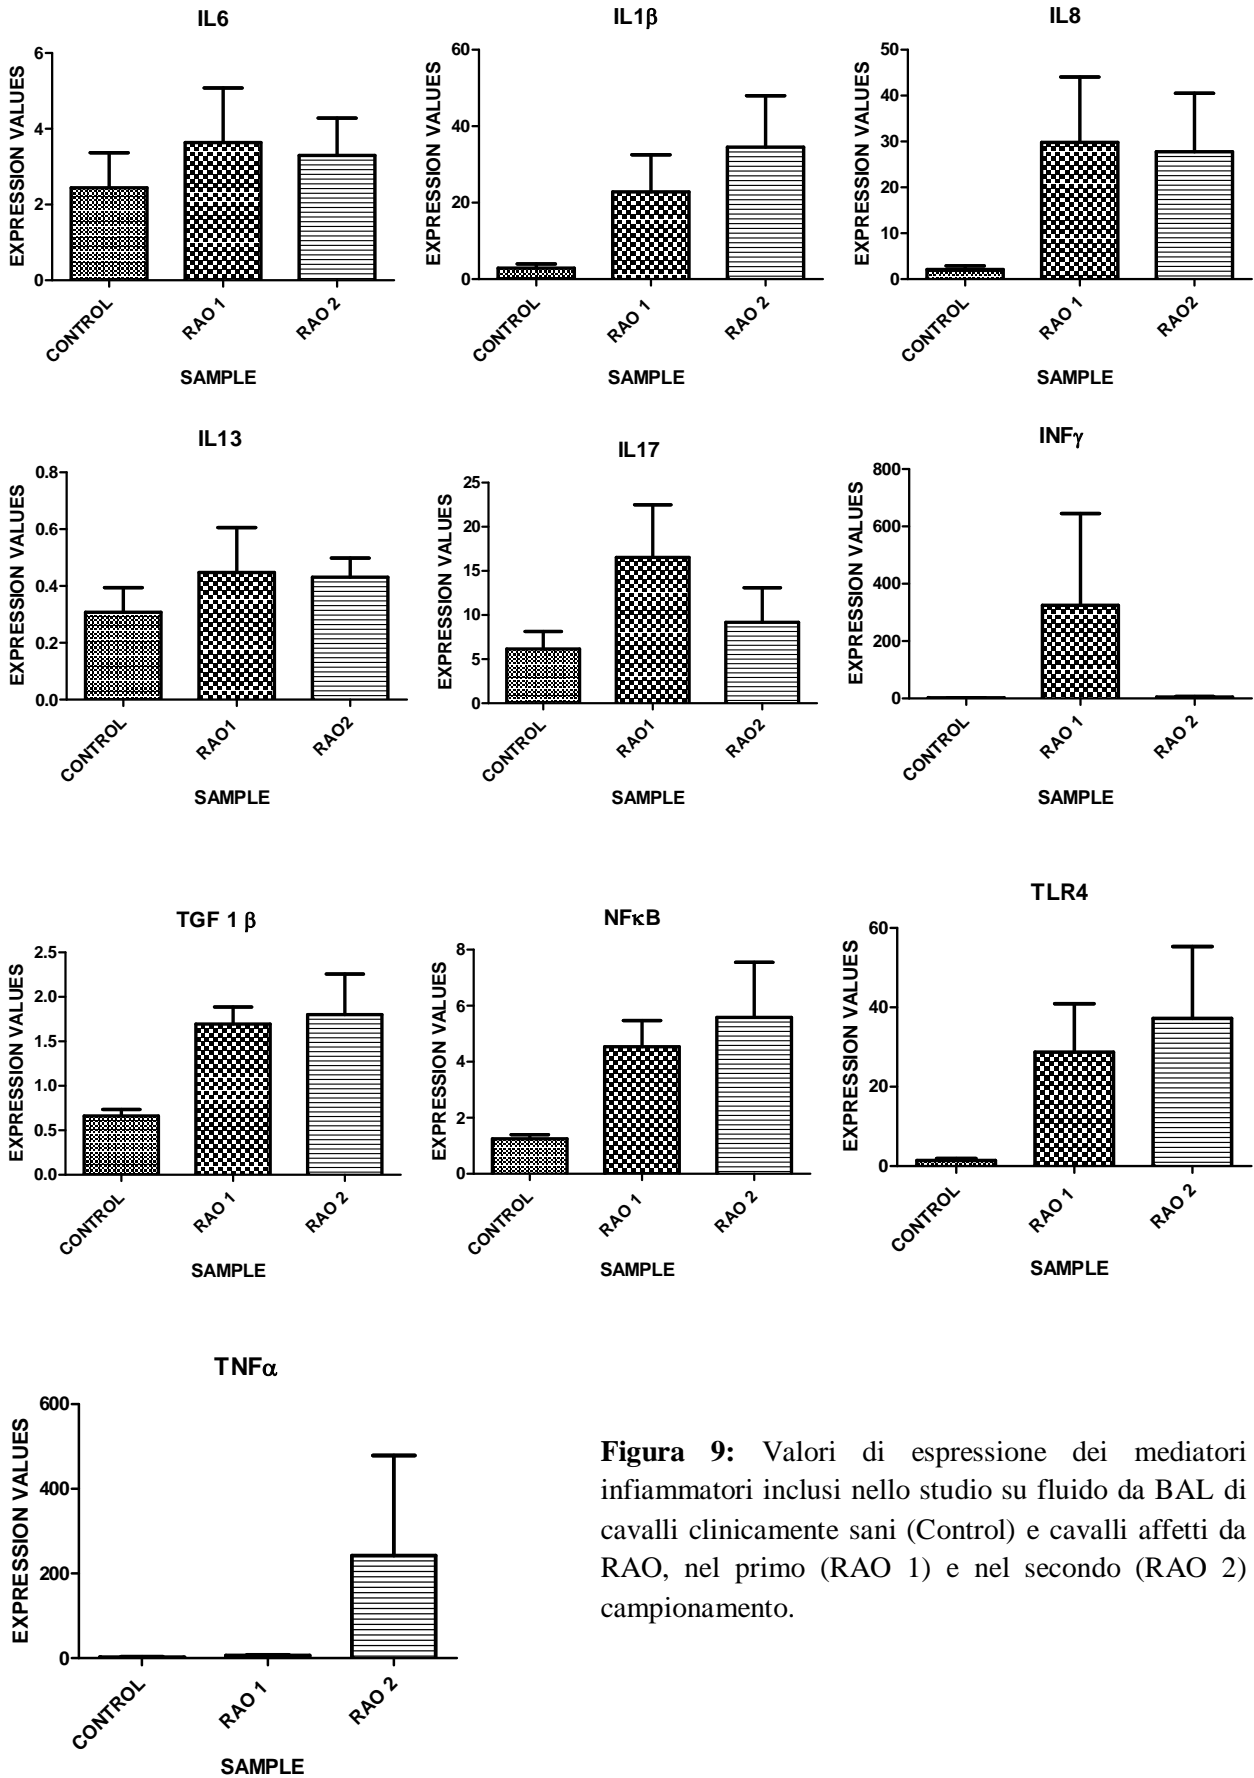 IL6
EXPRESSION VALUES
6
4
2
0
CONTROL
RAO 1
RAO 2
SAMPLE
IL1β
EXPRESSION VALUES
60
40
20
0
CONTROL
RAO 1
RAO 2
SAMPLE
IL8
EXPRESSION VALUES
50
40
30
20
10
0
CONTROL
RAO 1
RAO2
SAMPLE
IL13
EXPRESSION VALUES
0.8
0.6
0.4
0.2
0.0
CONTROL
RAO1
RAO2
SAMPLE
IL17
EXPRESSION VALUES
25
20
15
10
5
0
CONTROL
RAO1
RAO2
SAMPLE
INFγ
EXPRESSION VALUES
800
600
400
200
0
CONTROL
RAO 1
RAO 2
SAMPLE
TGF 1 β
EXPRESSION VALUES
2.5
2.0
1.5
1.0
0.5
0.0
CONTROL
RAO 1
RAO 2
SAMPLE
NFκB
EXPRESSION VALUES
8
6
4
2
0
CONTROL
RAO 1
RAO 2
SAMPLE
TLR4
EXPRESSION VALUES
60
40
20
0
CONTROL
RAO 1
RAO 2
SAMPLE
TNFα
EXPRESSION VALUES
600
400
200
0
CONTROL
RAO 1
RAO 2
SAMPLE
Figura 9: Valori di espressione dei mediatori
infiammatori inclusi nello studio su fluido da BAL di
cavalli clinicamente sani (Control) e cavalli affetti da
RAO, nel primo (RAO 1) e nel secondo (RAO 2)
campionamento.